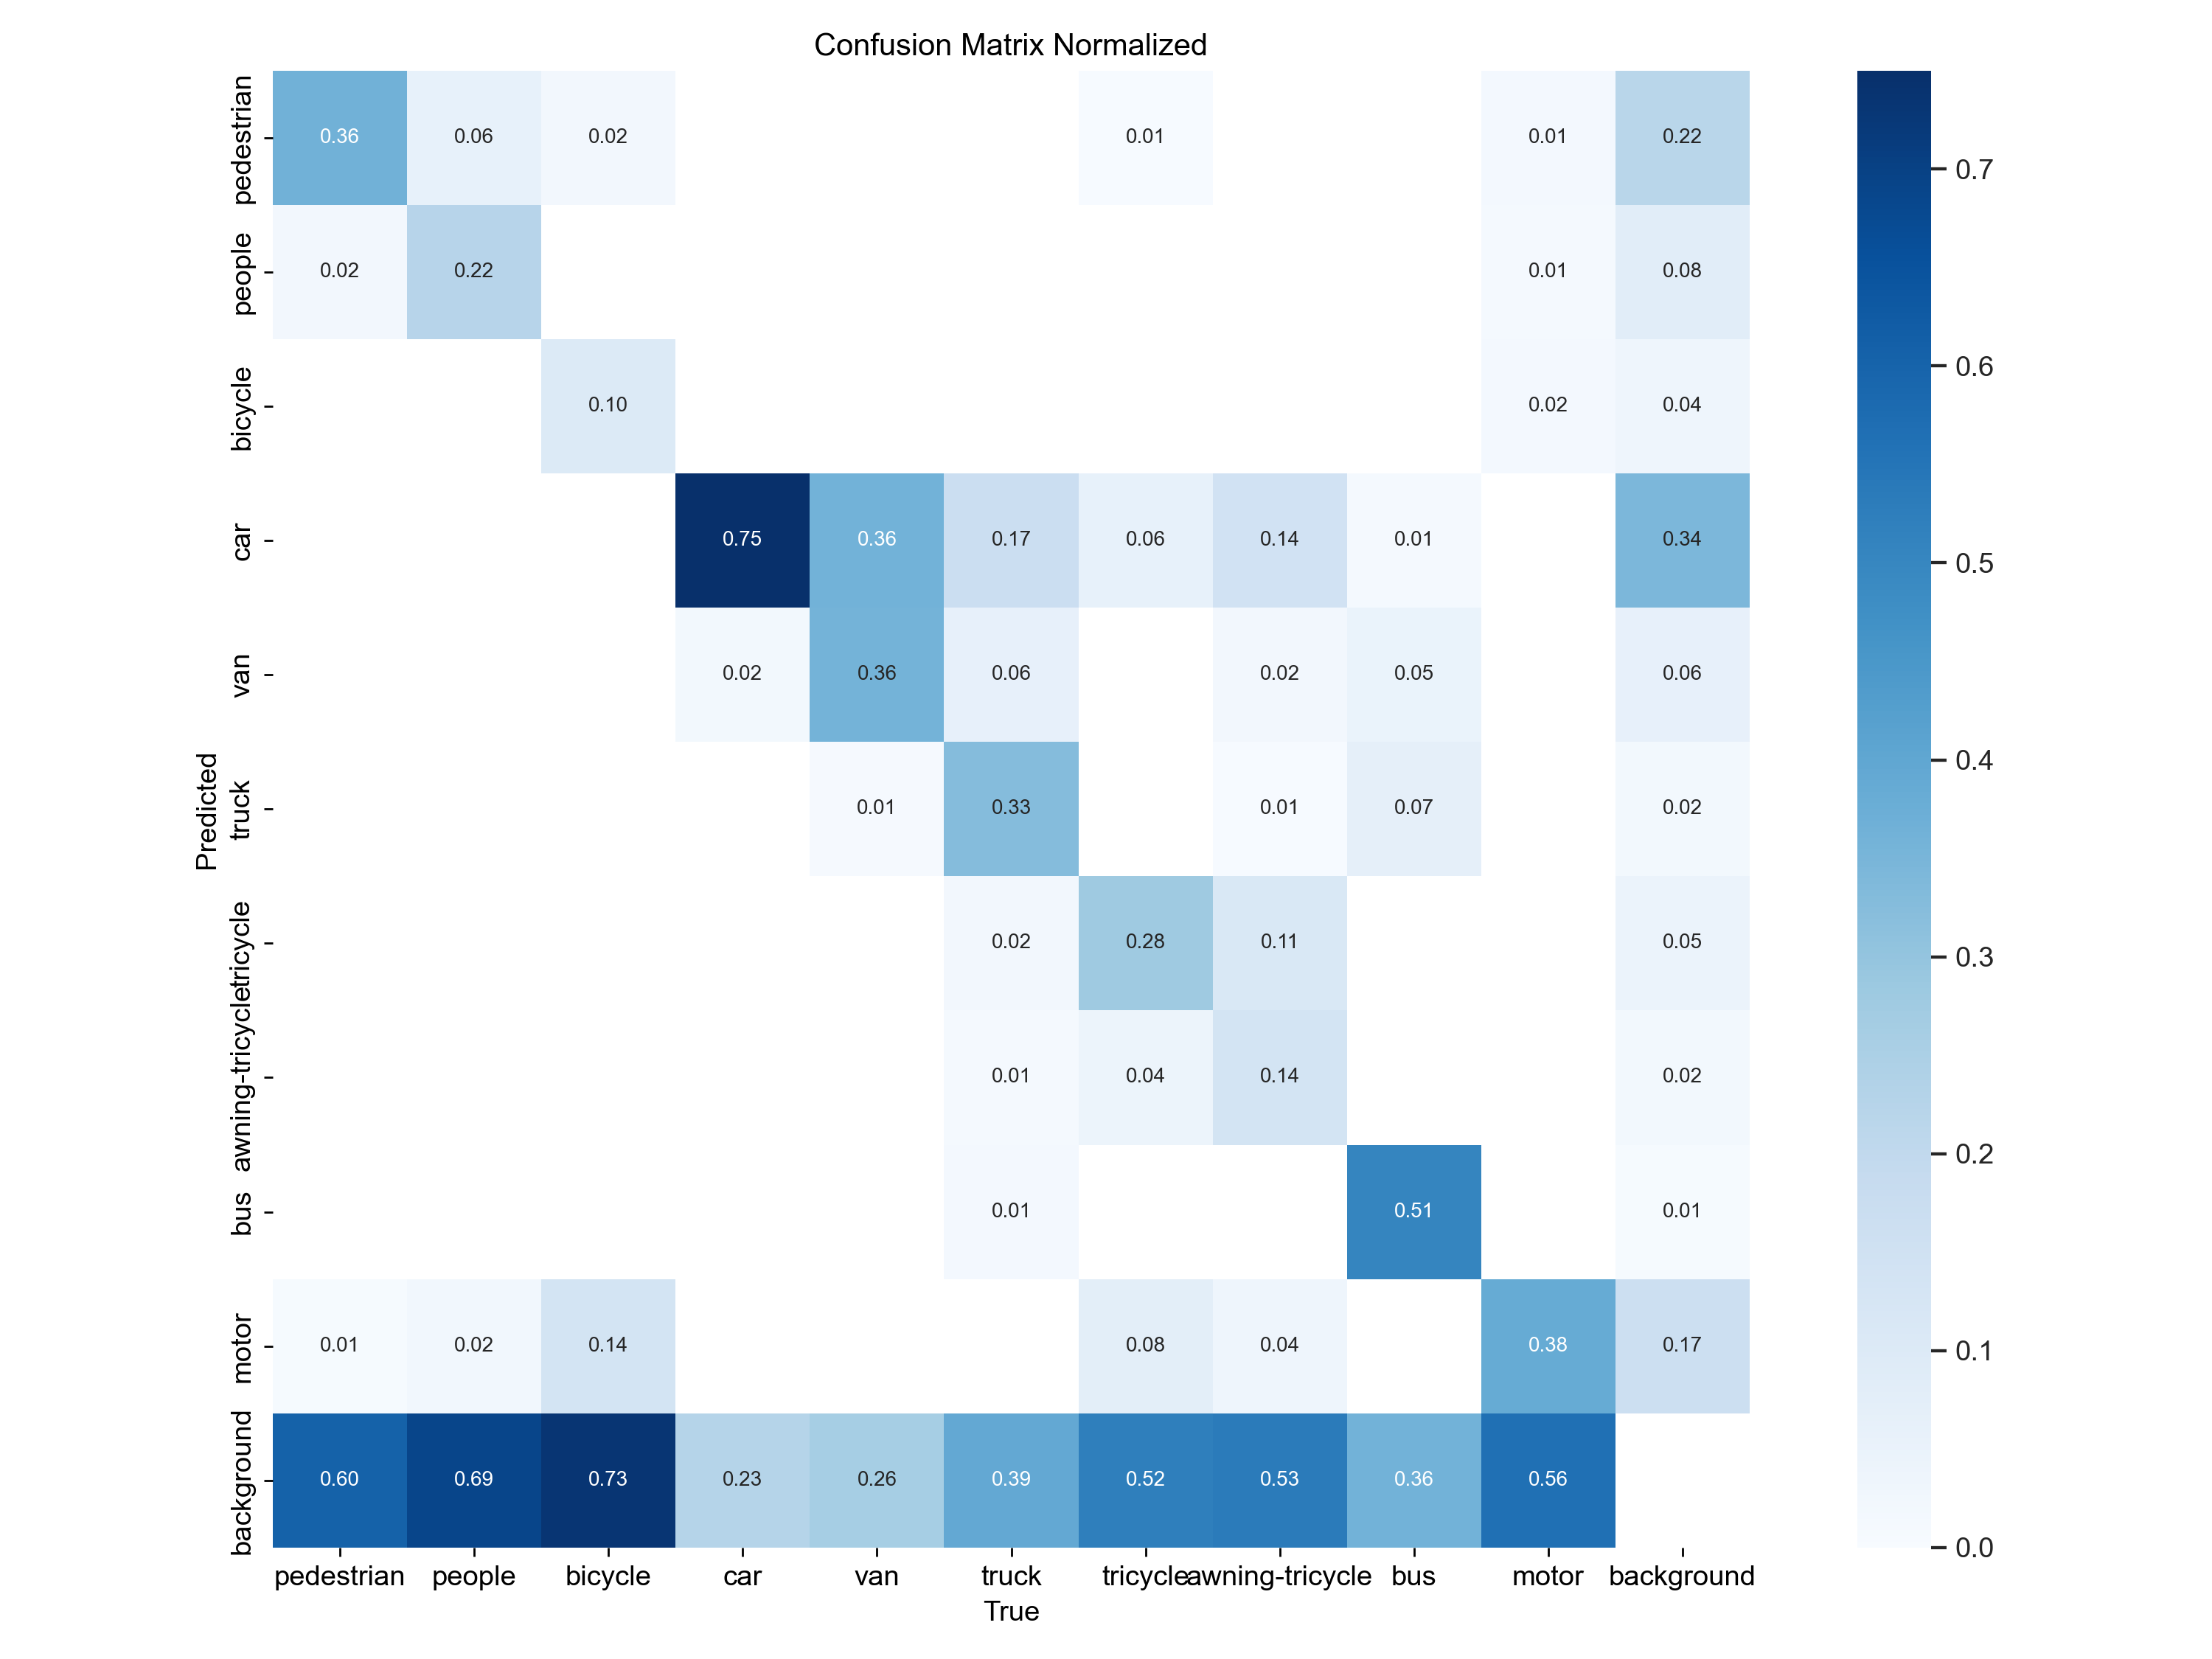 Confusion Matrix Normalized
pedestrian 0.36 0.06 0.02 0.01 0.01 0.22
people 0.02 0.22 0.01 0.08
bicycle 0.10 0.02 0.04
car 0.75 0.36 0.17 0.06 0.14 0.01 0.34
van 0.02 0.36 0.06 0.02 0.05 0.06
truck 0.01 0.33 0.01 0.07 0.02
tricycle 0.02 0.28 0.11 0.05
awning-tricycle 0.01 0.04 0.14 0.02
bus 0.01 0.51 0.01
motor 0.01 0.02 0.14 0.08 0.04 0.38 0.17
background 0.60 0.69 0.73 0.23 0.26 0.39 0.52 0.53 0.36 0.56
Predicted
pedestrian people bicycle car van truck tricycle awning-tricycle bus motor background
True
0.7
0.6
0.5
0.4
0.3
0.2
0.1
0.0